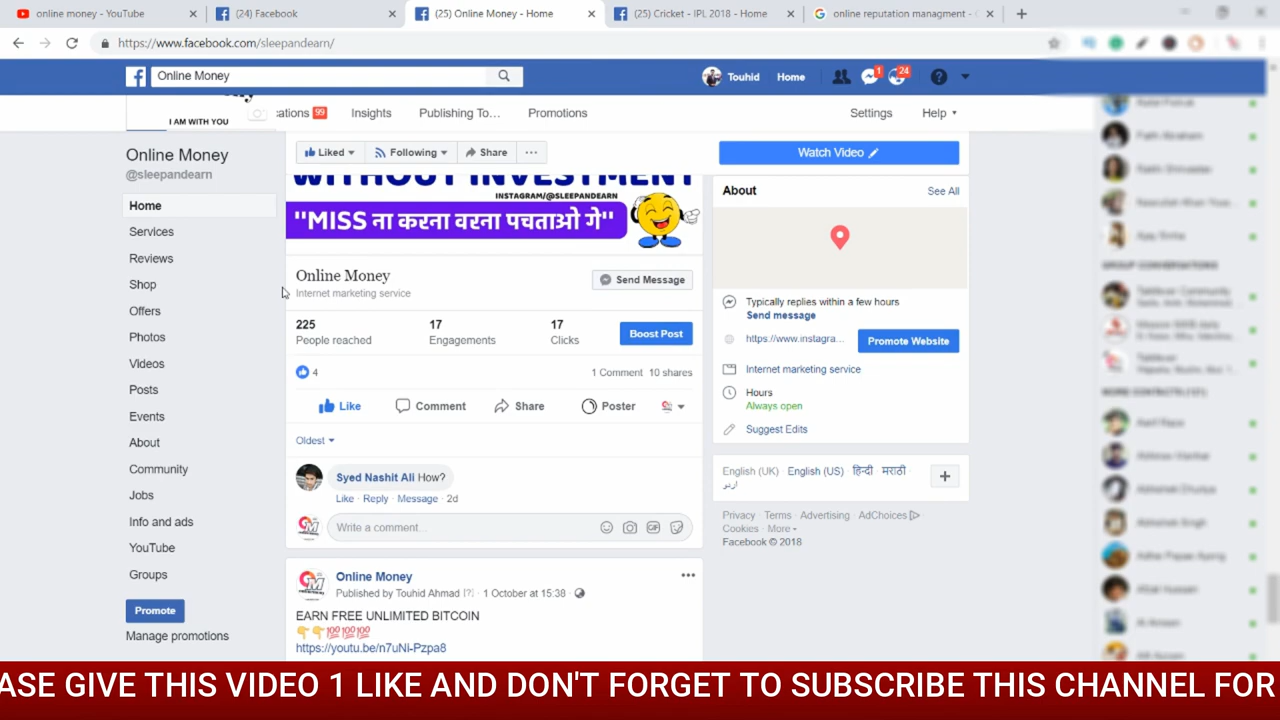 online money - YouTube
(24) Facebook
(25) Online Money - Home
(25) Cricket - IPL 2018 - Home
online reputation managment -
https://www.facebook.com/sleepandearn/
Online Money
Touhid
Home
1
24
I AM WITH YOU
99
Insights
Publishing To...
Promotions
Settings
Help
Online Money
@sleepandearn
Liked
Following
Share
Watch Video
Home
Services
Reviews
Shop
Offers
Photos
Videos
Posts
Events
About
Community
Jobs
Info and ads
YouTube
Groups
Promote
Manage promotions
WITHOUT INVESTMENT
INSTAGRAM/@SLEEPANDEARN
"MISS ना करना वरना पचताओ गे"
Online Money
Internet marketing service
Send Message
225
People reached
17
Engagements
17
Clicks
Boost Post
4
1 Comment 10 shares
Like
Comment
Share
Poster
Oldest
Syed Nashit Ali How?
Like · Reply · Message · 2d
Write a comment...
Online Money
Published by Touhid Ahmad [?] · 1 October at 15:38 ·
EARN FREE UNLIMITED BITCOIN
👉👉💯💯💯
https://youtu.be/n7uNi-Pzpa8
About
See All
Typically replies within a few hours
Send message
https://www.instagra...
Promote Website
Internet marketing service
Hours
Always open
Suggest Edits
English (UK) · English (US) · हिन्दी · मराठी ·
اردو
Privacy · Terms · Advertising · AdChoices
Cookies · More
Facebook © 2018
GROUP CONVERSATIONS
ASE GIVE THIS VIDEO 1 LIKE AND DON'T FORGET TO SUBSCRIBE THIS CHANNEL FOR